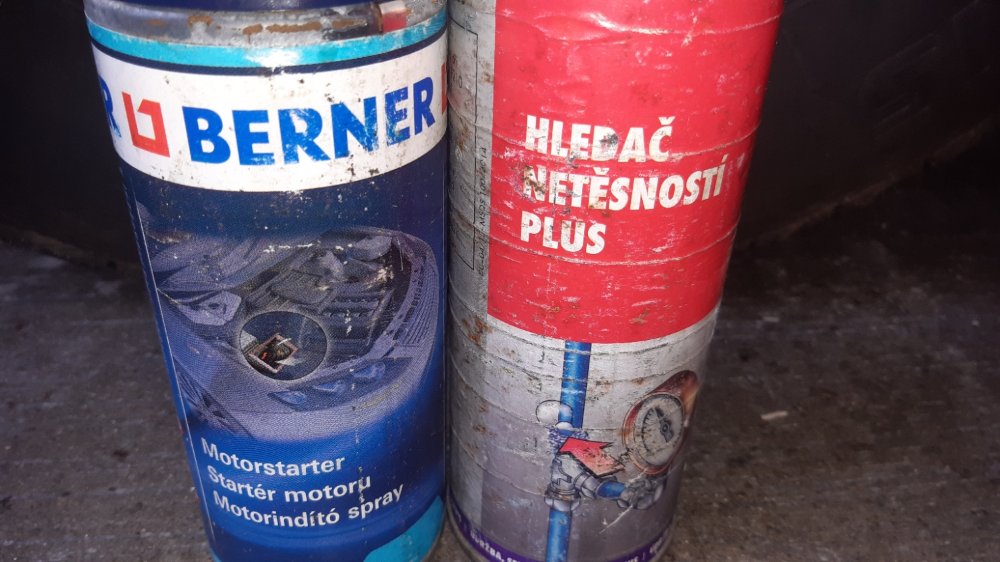 BERNER
Motorstarter
Startér motoru
Motorindító spray
HLEDAČ
NETĚSNOSTÍ
PLUS